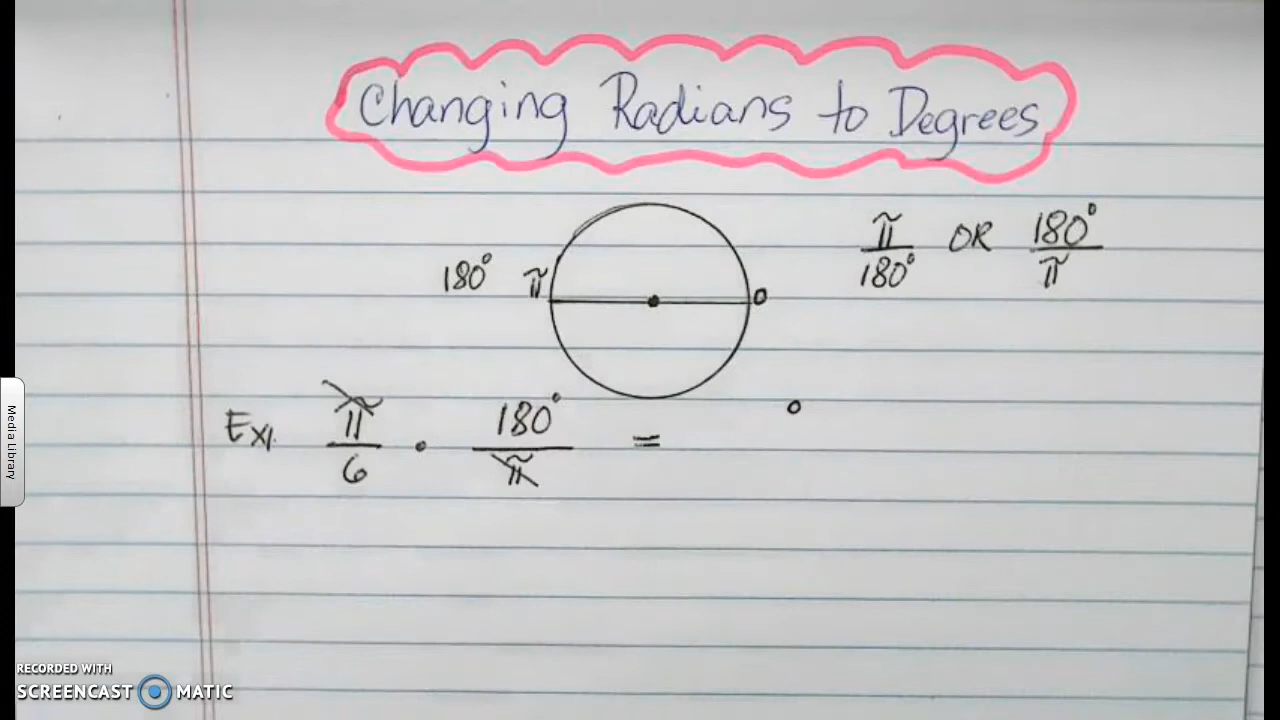 Changing Radians to Degrees
π/180° OR 180°/π
180° π 0
Ex1. π/6 · 180°/π = °
Media Library
RECORDED WITH
SCREENCAST MATIC